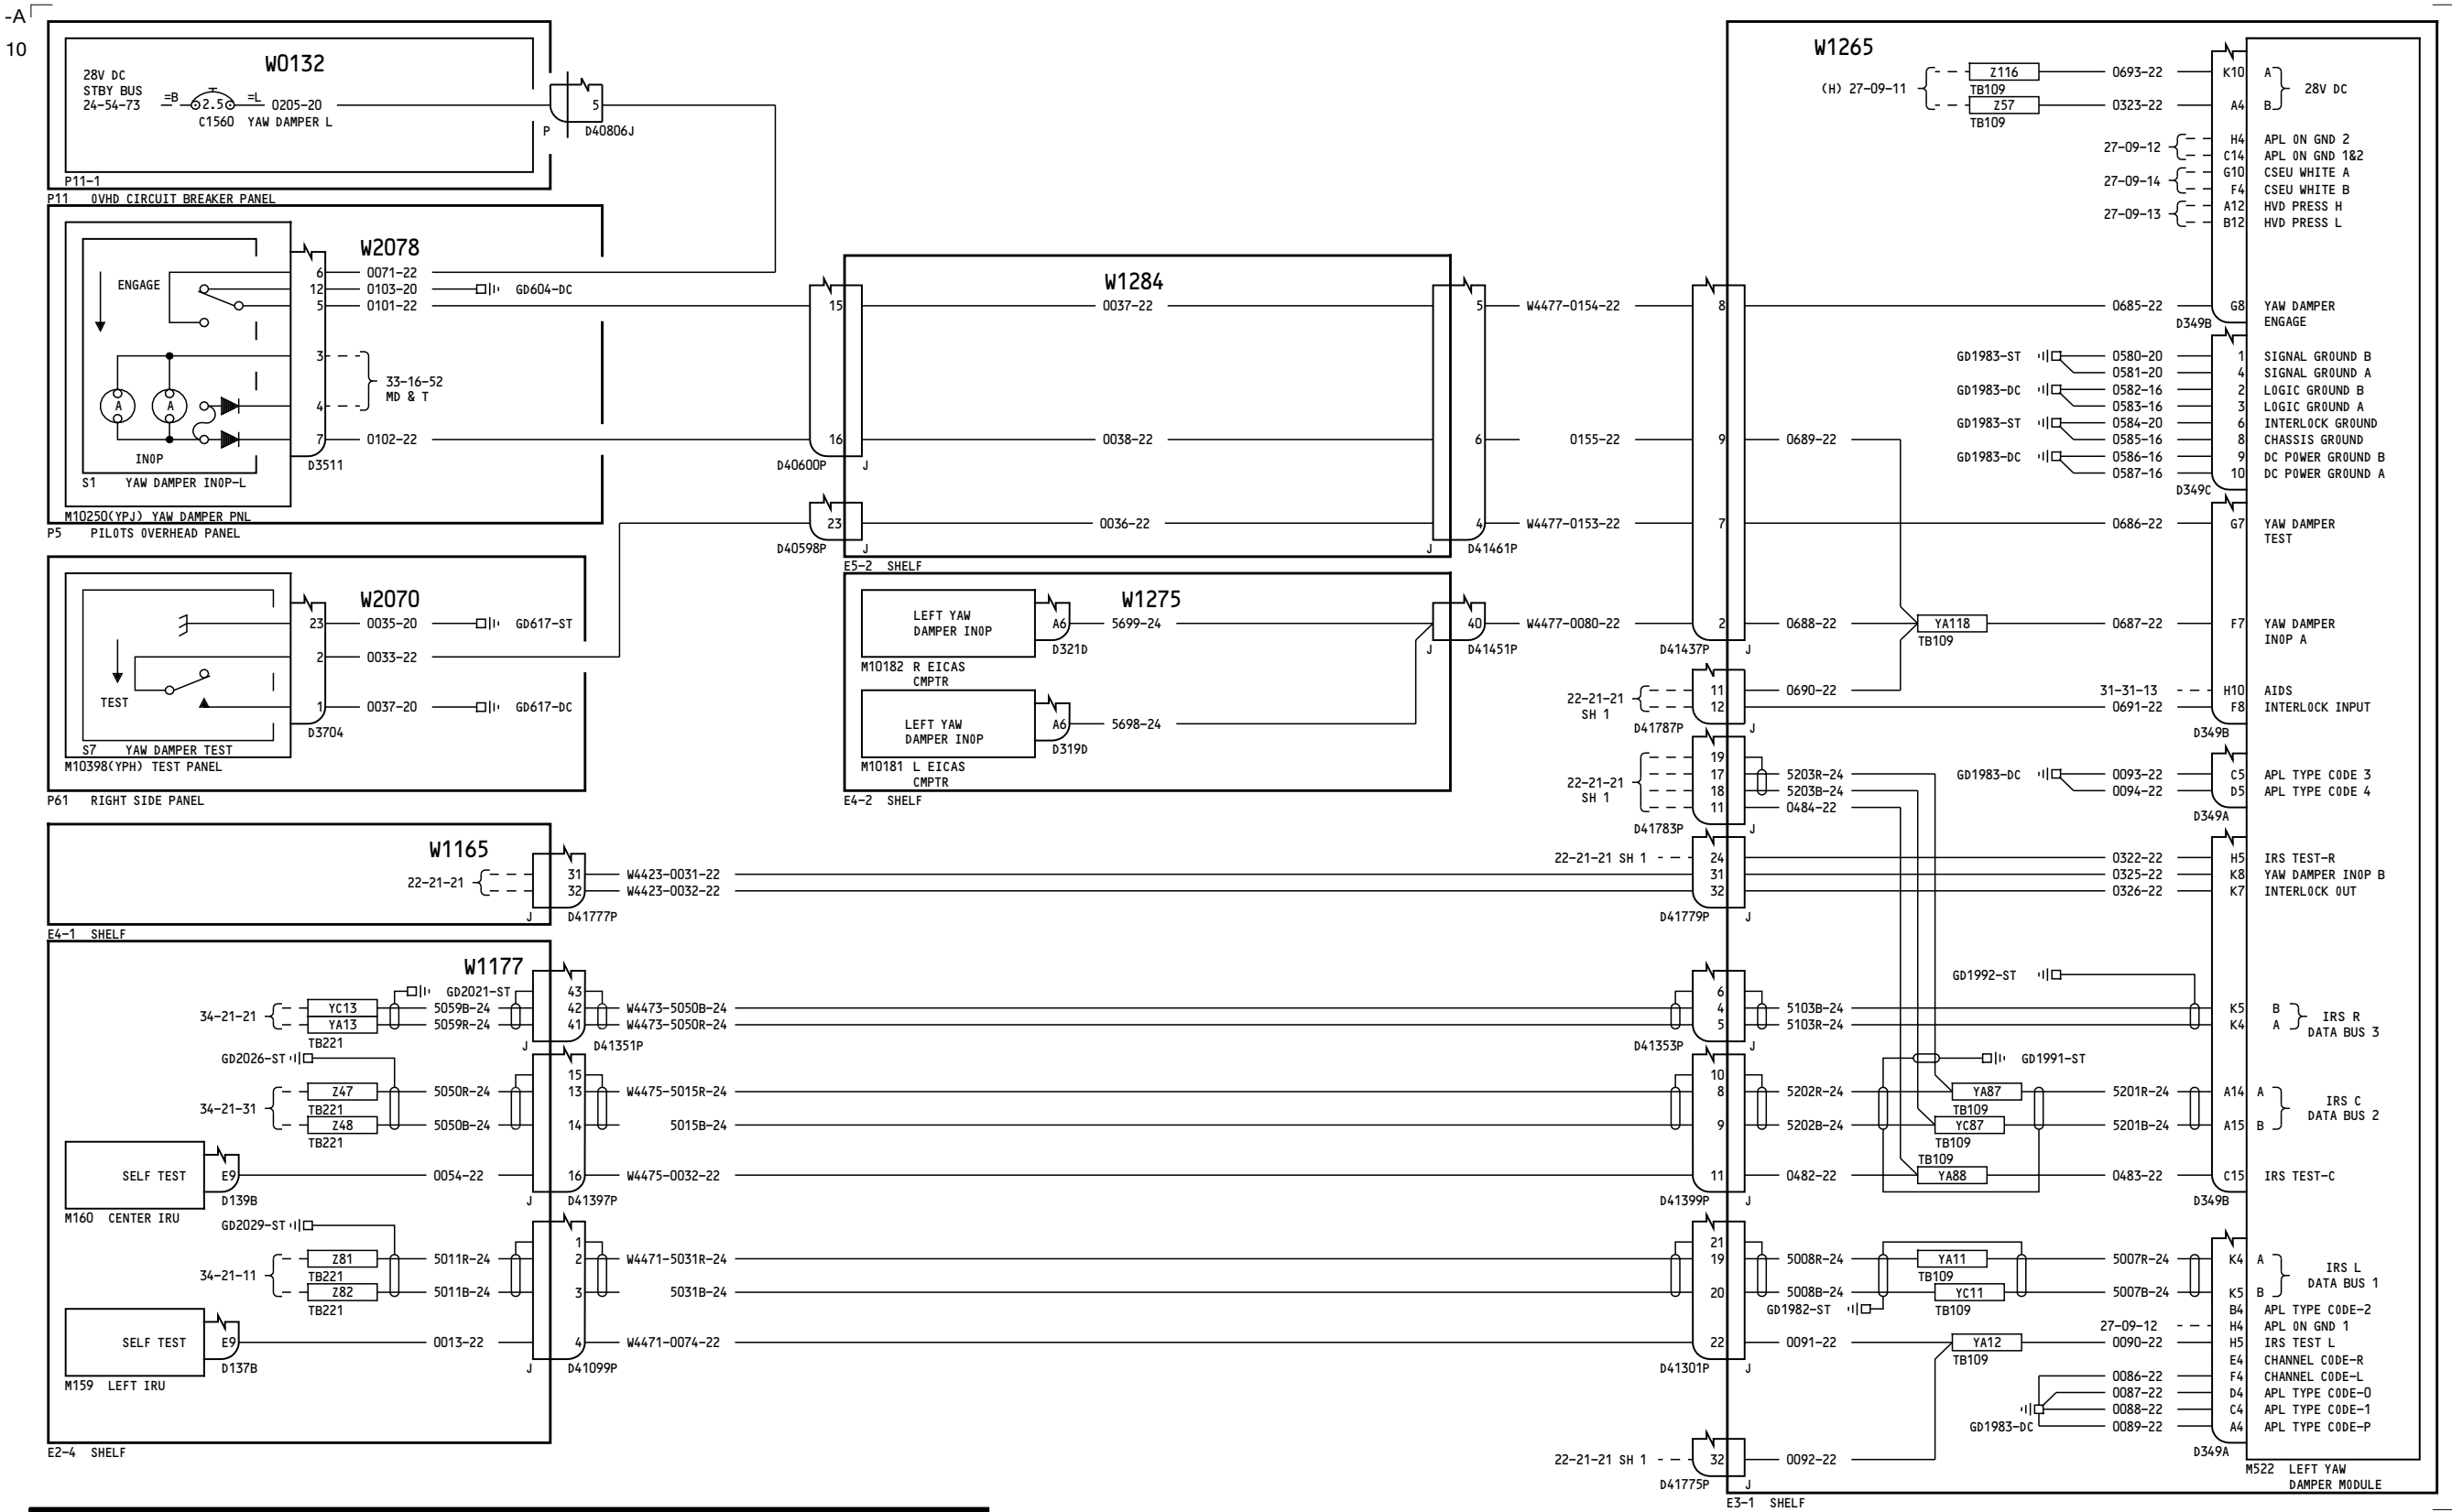 -A
10
W0132
28V DC
STBY BUS
24-54-73
=B
2.5
=L
0205-20
C1560 YAW DAMPER L
5
P
D40806J
P11-1
P11 OVHD CIRCUIT BREAKER PANEL
W2078
ENGAGE
6 0071-22
12 0103-20 GD604-DC
5 0101-22
3
33-16-52
MD & T
A A
4
7 0102-22
INOP
D3511
S1 YAW DAMPER INOP-L
M10250(YPJ) YAW DAMPER PNL
P5 PILOTS OVERHEAD PANEL
W2070
23 0035-20 GD617-ST
2 0033-22
TEST
1 0037-20 GD617-DC
D3704
S7 YAW DAMPER TEST
M10398(YPH) TEST PANEL
P61 RIGHT SIDE PANEL
W1284
15 0037-22 5 W4477-0154-22 8
16 0038-22 6 0155-22 9
D40600P J
23 0036-22 4 W4477-0153-22 7
D40598P J
J D41461P
E5-2 SHELF
W1275
LEFT YAW
DAMPER INOP
A6 5699-24
D321D
M10182 R EICAS
CMPTR
40 W4477-0080-22 2
J D41451P
D41437P J
LEFT YAW
DAMPER INOP
A6 5698-24
D319D
M10181 L EICAS
CMPTR
E4-2 SHELF
W1165
22-21-21
31 W4423-0031-22
32 W4423-0032-22
J D41777P
E4-1 SHELF
W1177
GD2021-ST
43
34-21-21
YC13 5059B-24 42 W4473-5050B-24
YA13 5059R-24 41 W4473-5050R-24
TB221
J D41351P
GD2026-ST
15
34-21-31
Z47 5050R-24 13 W4475-5015R-24
TB221
Z48 5050B-24 14 5015B-24
TB221
SELF TEST E9 0054-22 16 W4475-0032-22
D139B
J D41397P
M160 CENTER IRU
GD2029-ST
1
34-21-11
Z81 5011R-24 2 W4471-5031R-24
TB221
Z82 5011B-24 3 5031B-24
TB221
SELF TEST E9 0013-22 4 W4471-0074-22
D137B
J D41099P
M159 LEFT IRU
E2-4 SHELF
W1265
(H) 27-09-11
Z116 0693-22 K10 A
TB109
28V DC
Z57 0323-22 A4 B
TB109
27-09-12
H4 APL ON GND 2
C14 APL ON GND 1&2
27-09-14
G10 CSEU WHITE A
F4 CSEU WHITE B
27-09-13
A12 HVD PRESS H
B12 HVD PRESS L
0685-22 G8 YAW DAMPER
ENGAGE
D349B
GD1983-ST 0580-20 1 SIGNAL GROUND B
0581-20 4 SIGNAL GROUND A
GD1983-DC 0582-16 2 LOGIC GROUND B
0583-16 3 LOGIC GROUND A
GD1983-ST 0584-20 6 INTERLOCK GROUND
0585-16 8 CHASSIS GROUND
GD1983-DC 0586-16 9 DC POWER GROUND B
0587-16 10 DC POWER GROUND A
D349C
0689-22
0686-22 G7 YAW DAMPER
TEST
0688-22 YA118 0687-22 F7 YAW DAMPER
TB109
INOP A
22-21-21
SH 1
11 0690-22
12 0691-22 F8 INTERLOCK INPUT
31-31-13 H10 AIDS
D41787P J
D349B
22-21-21
SH 1
19
17 5203R-24
18 5203B-24
11 0484-22
D41783P J
GD1983-DC 0093-22 C5 APL TYPE CODE 3
0094-22 D5 APL TYPE CODE 4
D349A
22-21-21 SH 1 24 0322-22 H5 IRS TEST-R
31 0325-22 K8 YAW DAMPER INOP B
32 0326-22 K7 INTERLOCK OUT
D41779P J
GD1992-ST
6
4 5103B-24 K5 B
5 5103R-24 K4 A
IRS R
DATA BUS 3
D41353P J
GD1991-ST
10
8 5202R-24 YA87 5201R-24 A14 A
TB109
IRS C
DATA BUS 2
9 5202B-24 YC87 5201B-24 A15 B
TB109
TB109
11 0482-22 YA88 0483-22 C15 IRS TEST-C
D41399P J
D349B
21
19 5008R-24 YA11 5007R-24 K4 A
TB109
IRS L
DATA BUS 1
20 5008B-24 YC11 5007B-24 K5 B
GD1982-ST TB109
B4 APL TYPE CODE-2
27-09-12 H4 APL ON GND 1
22 0091-22 YA12 0090-22 H5 IRS TEST L
TB109
D41301P J
E4 CHANNEL CODE-R
0086-22 F4 CHANNEL CODE-L
0087-22 D4 APL TYPE CODE-0
0088-22 C4 APL TYPE CODE-1
GD1983-DC 0089-22 A4 APL TYPE CODE-P
D349A
22-21-21 SH 1 32 0092-22
D41775P J
M522 LEFT YAW
DAMPER MODULE
E3-1 SHELF